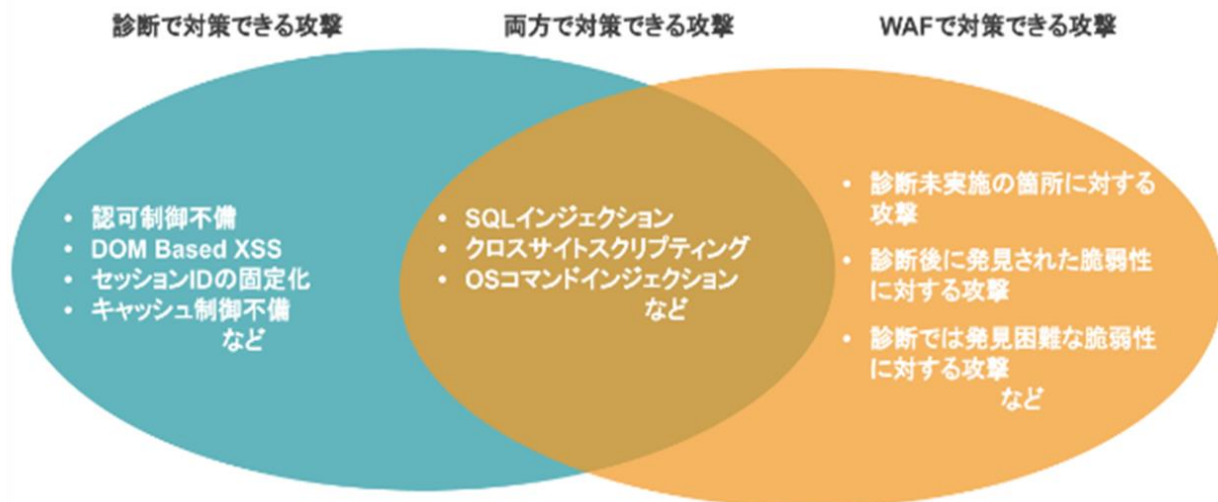 診断で対策できる攻撃
両方で対策できる攻撃
WAFで対策できる攻撃
• 認可制御不備
• DOM Based XSS
• セッションIDの固定化
• キャッシュ制御不備
など
• SQLインジェクション
• クロスサイトスクリプティング
• OSコマンドインジェクション
など
• 診断未実施の箇所に対する
攻撃
• 診断後に発見された脆弱性
に対する攻撃
• 診断では発見困難な脆弱性
に対する攻撃
など